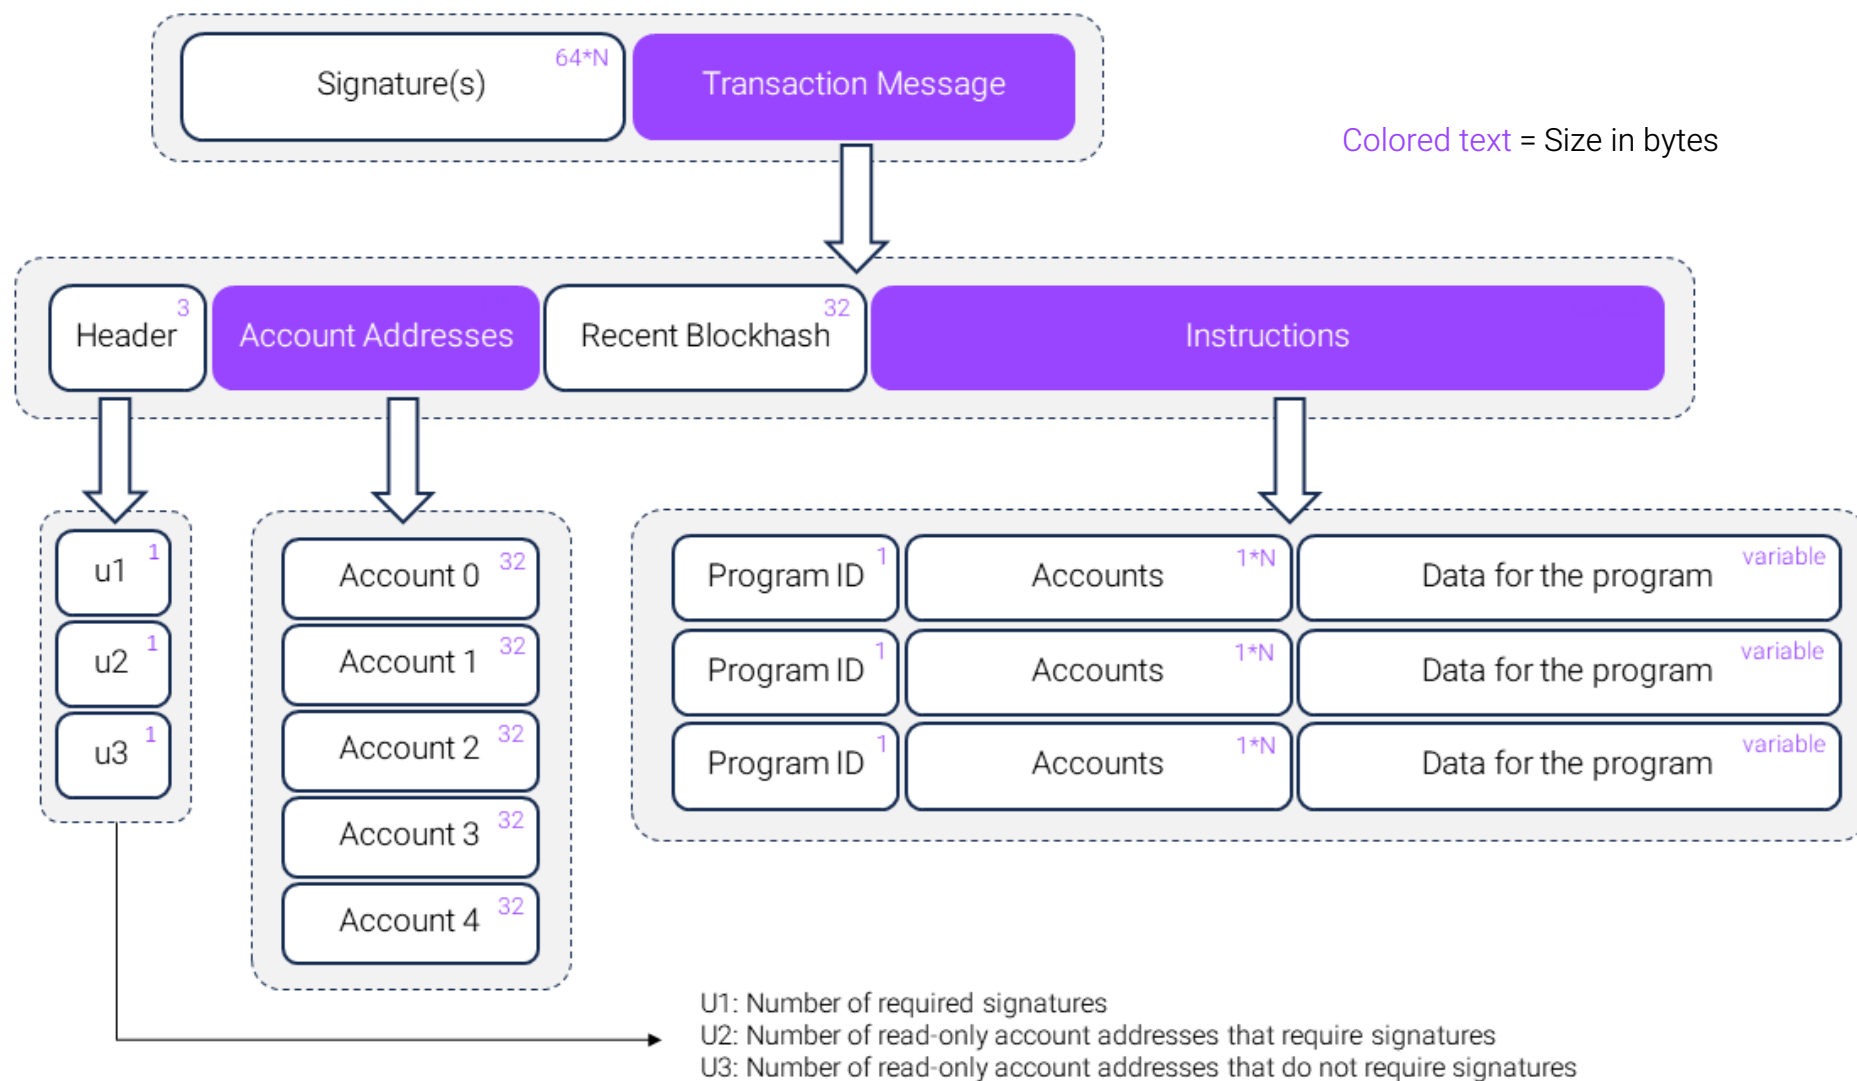 Signature(s) 64*N
Transaction Message
Colored text = Size in bytes
Header 3
Account Addresses
Recent Blockhash 32
Instructions
u1 1
u2 1
u3 1
Account 0 32
Account 1 32
Account 2 32
Account 3 32
Account 4 32
Program ID 1 Accounts 1*N Data for the program variable
Program ID 1 Accounts 1*N Data for the program variable
Program ID 1 Accounts 1*N Data for the program variable
U1: Number of required signatures
U2: Number of read-only account addresses that require signatures
U3: Number of read-only account addresses that do not require signatures